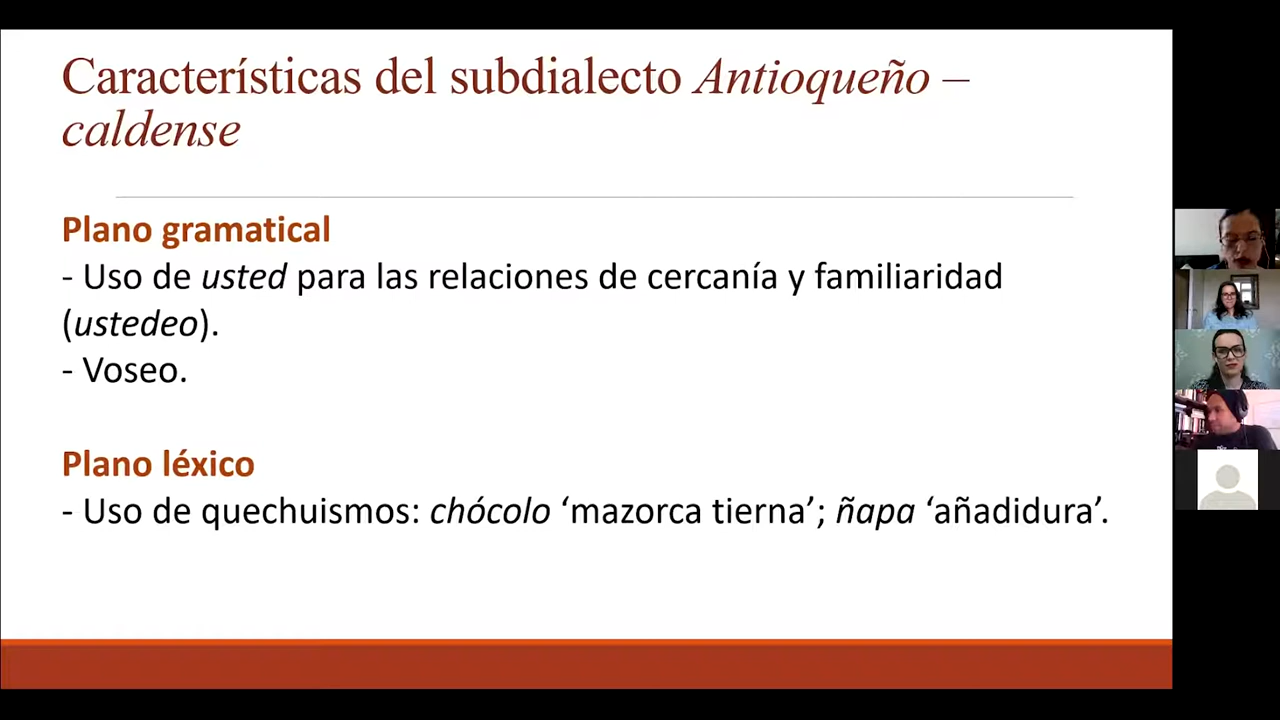 Características del subdialecto Antioqueño –
caldense
Plano gramatical
- Uso de usted para las relaciones de cercanía y familiaridad
(ustedeo).
- Voseo.
Plano léxico
- Uso de quechuismos: chócolo ‘mazorca tierna’; ñapa ‘añadidura’.